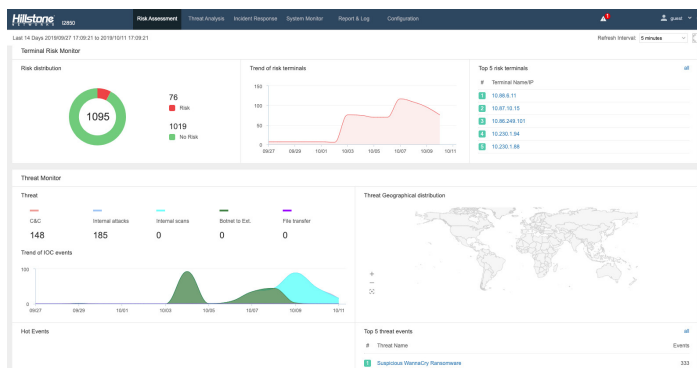 Hillstone NETWORKS I2850 Risk Assessment Threat Analysis Incident Response System Monitor Report & Log Configuration 1 guest
Last 14 Days 2019/09/27 17:09:21 to 2019/10/11 17:09:21 Refresh Interval: 5 minutes
Terminal Risk Monitor
Risk distribution
1095
76
Risk
1019
No Risk
Trend of risk terminals
150
100
50
0
09/27 09/29 10/01 10/03 10/05 10/07 10/09 10/11
Top 5 risk terminals all
# Terminal Name/IP
1 10.68.6.11
2 10.87.10.15
3 10.86.249.101
4 10.230.1.94
5 10.230.1.88
Threat Monitor
Threat
C&C Internal attacks Internal scans Botnet to Ext. File transfer
148 185 0 0 0
Trend of IOC events
100
0
09/27 09/29 10/01 10/03 10/05 10/07 10/09 10/11
Threat Geographical distribution
Hot Events
Top 5 threat events all
# Threat Name Events
1 Suspicious WannaCry Ransomware 333